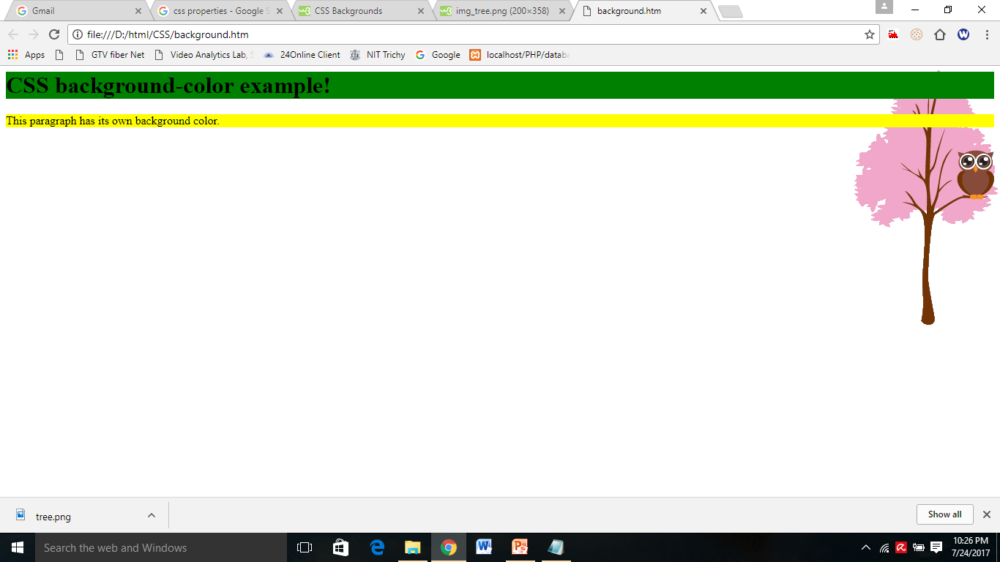 Gmail
css properties - Google S
CSS Backgrounds
img_tree.png (200×358)
background.htm
file:///D:/html/CSS/background.htm
Apps
GTV fiber Net
Video Analytics Lab, S
24Online Client
NIT Trichy
Google
localhost/PHP/databa
CSS background-color example!
This paragraph has its own background color.
tree.png
Show all
Search the web and Windows
10:26 PM
7/24/2017